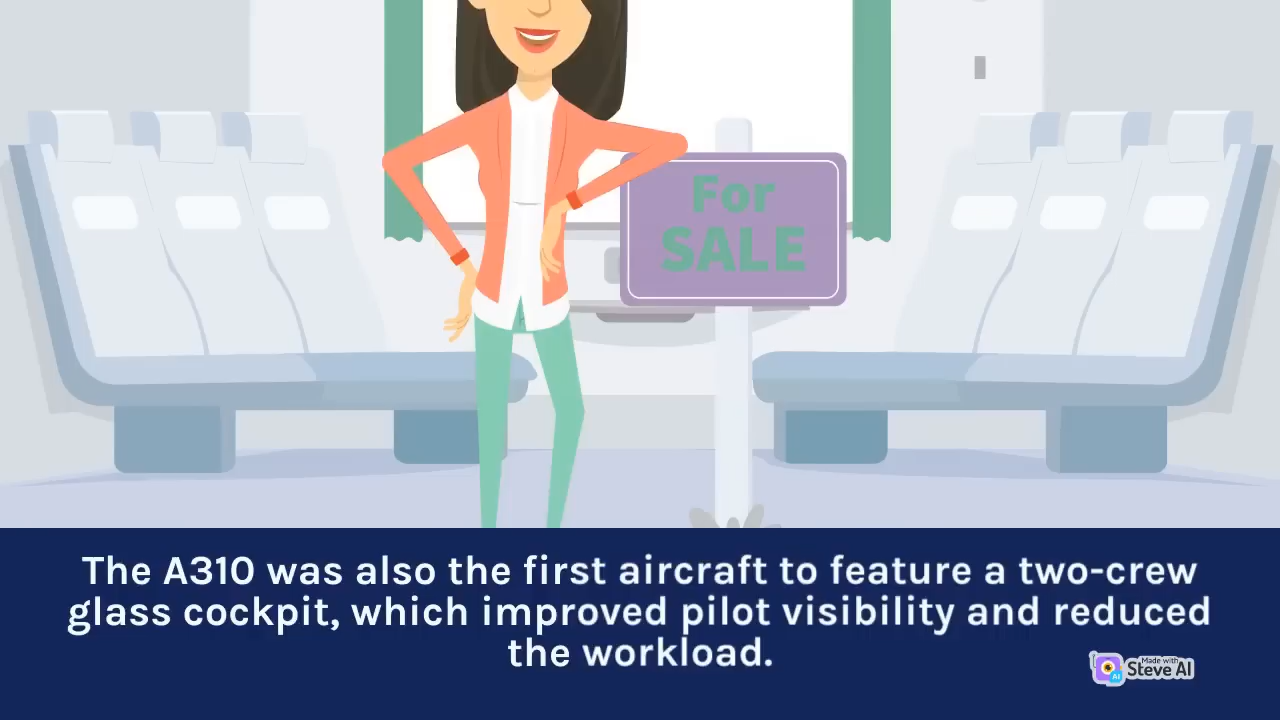 For
SALE
The A310 was also the first aircraft to feature a two-crew
glass cockpit, which improved pilot visibility and reduced
the workload.
Made with
Steve AI
AI